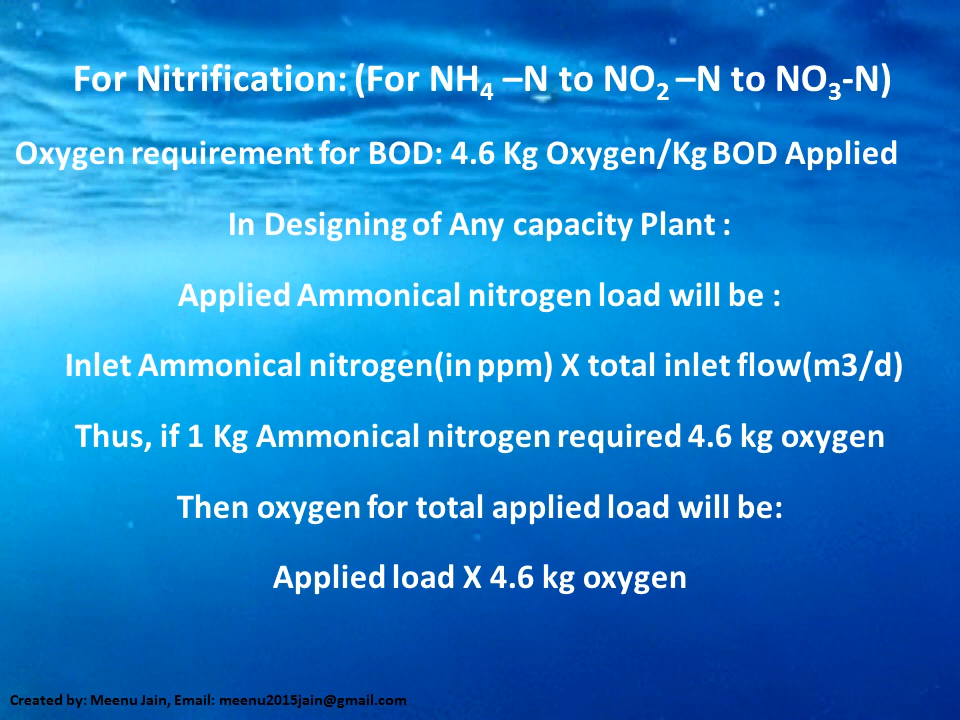 For Nitrification: (For NH₄ –N to NO₂ –N to NO₃-N)
Oxygen requirement for BOD: 4.6 Kg Oxygen/Kg BOD Applied
In Designing of Any capacity Plant :
Applied Ammonical nitrogen load will be :
Inlet Ammonical nitrogen(in ppm) X total inlet flow(m3/d)
Thus, if 1 Kg Ammonical nitrogen required 4.6 kg oxygen
Then oxygen for total applied load will be:
Applied load X 4.6 kg oxygen
Created by: Meenu Jain, Email: meenu2015jain@gmail.com